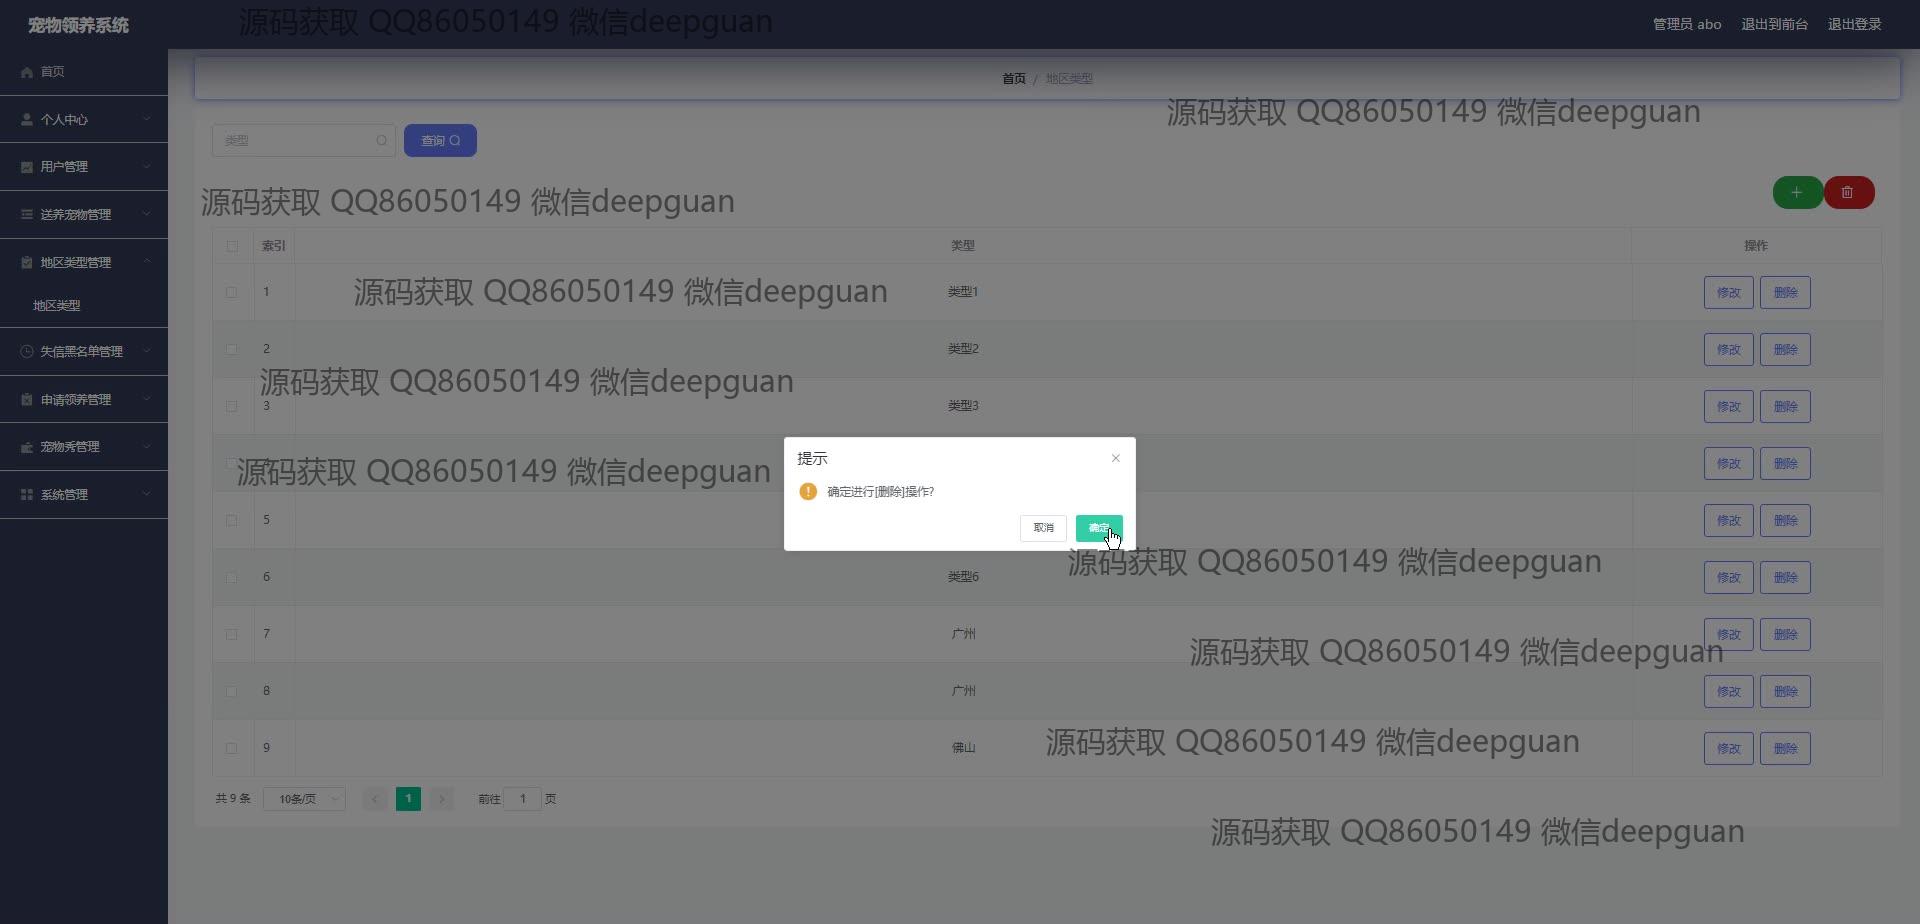 宠物领养系统
源码获取 QQ86050149 微信deepguan
管理员 abo 退出到前台 退出登录
首页
个人中心
用户管理
送养宠物管理
地区类型管理
地区类型
失信黑名单管理
申请领养管理
宠物秀管理
系统管理
首页 / 地区类型
源码获取 QQ86050149 微信deepguan
类型 查询
源码获取 QQ86050149 微信deepguan
索引 类型 操作
1 类型1 修改 删除
源码获取 QQ86050149 微信deepguan
2 类型2 修改 删除
源码获取 QQ86050149 微信deepguan
3 类型3 修改 删除
提示
确定进行[删除]操作?
取消 确定
修改 删除
源码获取 QQ86050149 微信deepguan
5 修改 删除
源码获取 QQ86050149 微信deepguan
6 类型6 修改 删除
7 广州 修改 删除
源码获取 QQ86050149 微信deepguan
8 广州 修改 删除
源码获取 QQ86050149 微信deepguan
9 佛山 修改 删除
共 9 条 10条/页 1 前往 1 页
源码获取 QQ86050149 微信deepguan